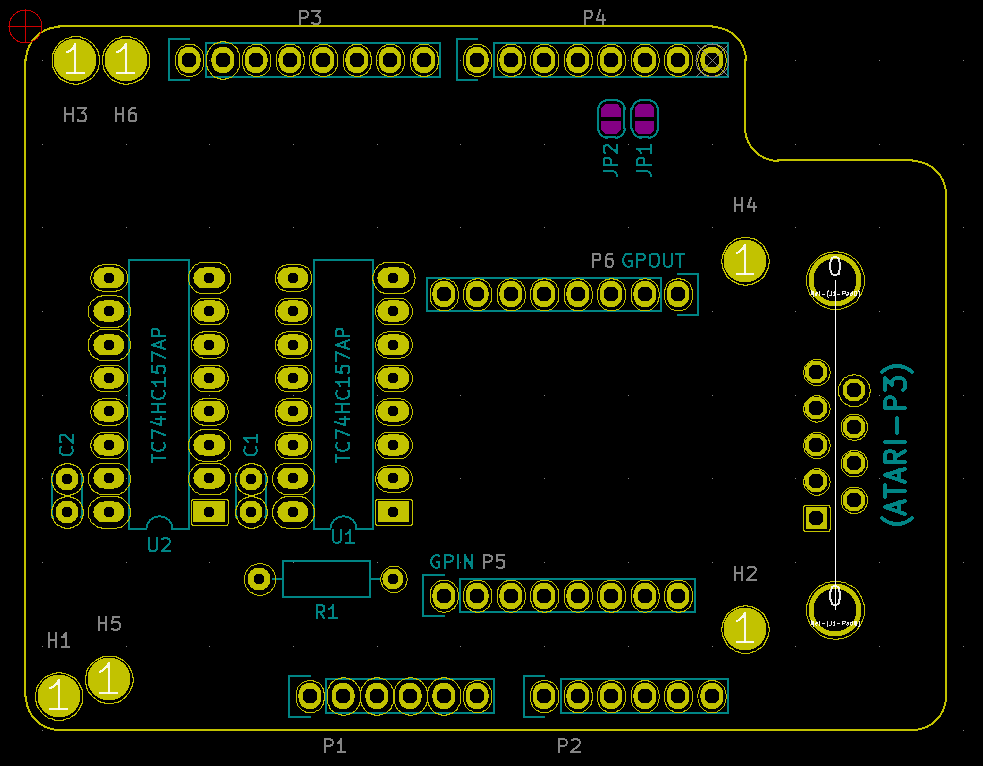 P3
P4
1
1
H3
H6
JP2
JP1
H4
1
P6 GPOUT
0
TC74HC157AP
TC74HC157AP
(ATARI-P3)
C2
C1
U2
U1
GPIN P5
H2
R1
0
1
H5
H1
1
1
P1
P2